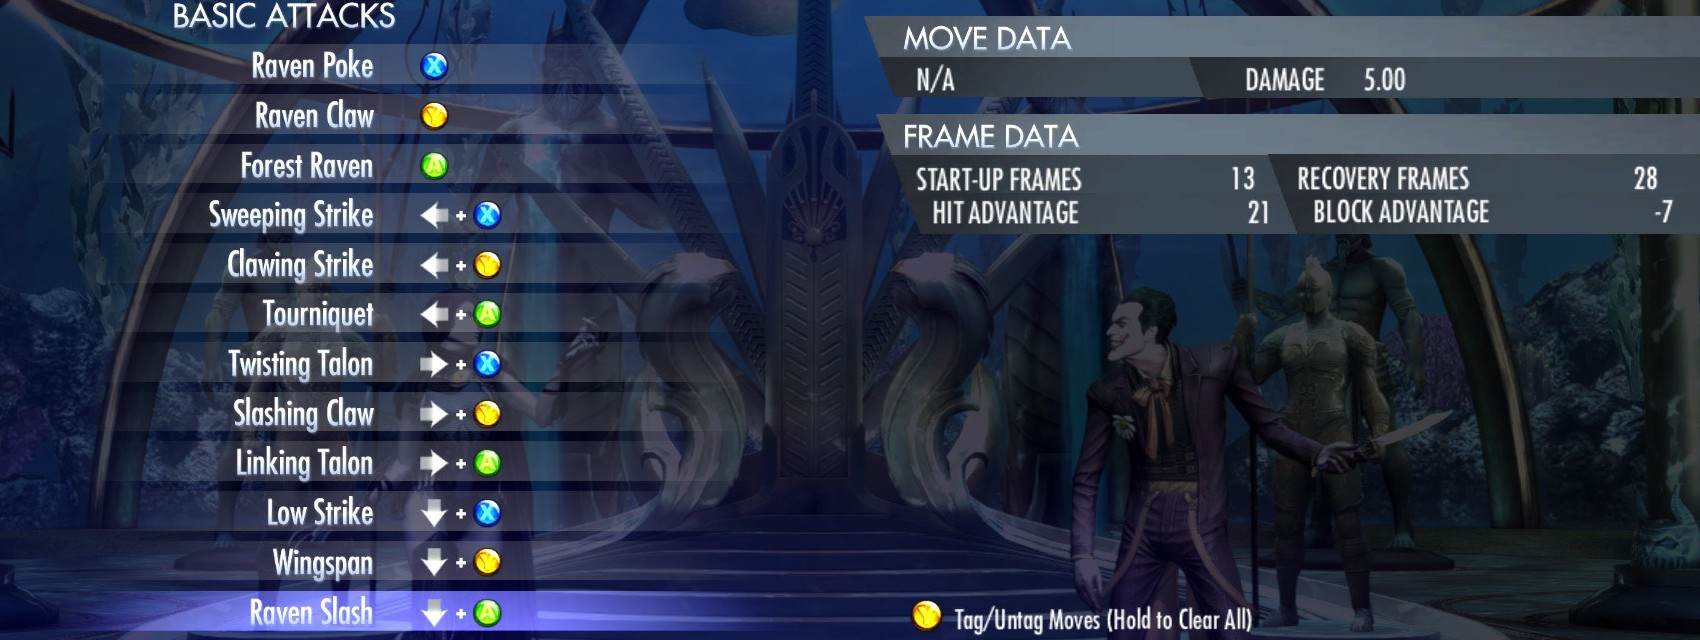 BASIC ATTACKS
Raven Poke X
Raven Claw Y
Forest Raven A
Sweeping Strike + X
Clawing Strike + Y
Tourniquet + A
Twisting Talon + X
Slashing Claw + Y
Linking Talon + A
Low Strike + X
Wingspan + Y
Raven Slash + A
MOVE DATA
N/A DAMAGE 5.00
FRAME DATA
START-UP FRAMES 13 RECOVERY FRAMES 28
HIT ADVANTAGE 21 BLOCK ADVANTAGE -7
Y Tag/Untag Moves (Hold to Clear All)